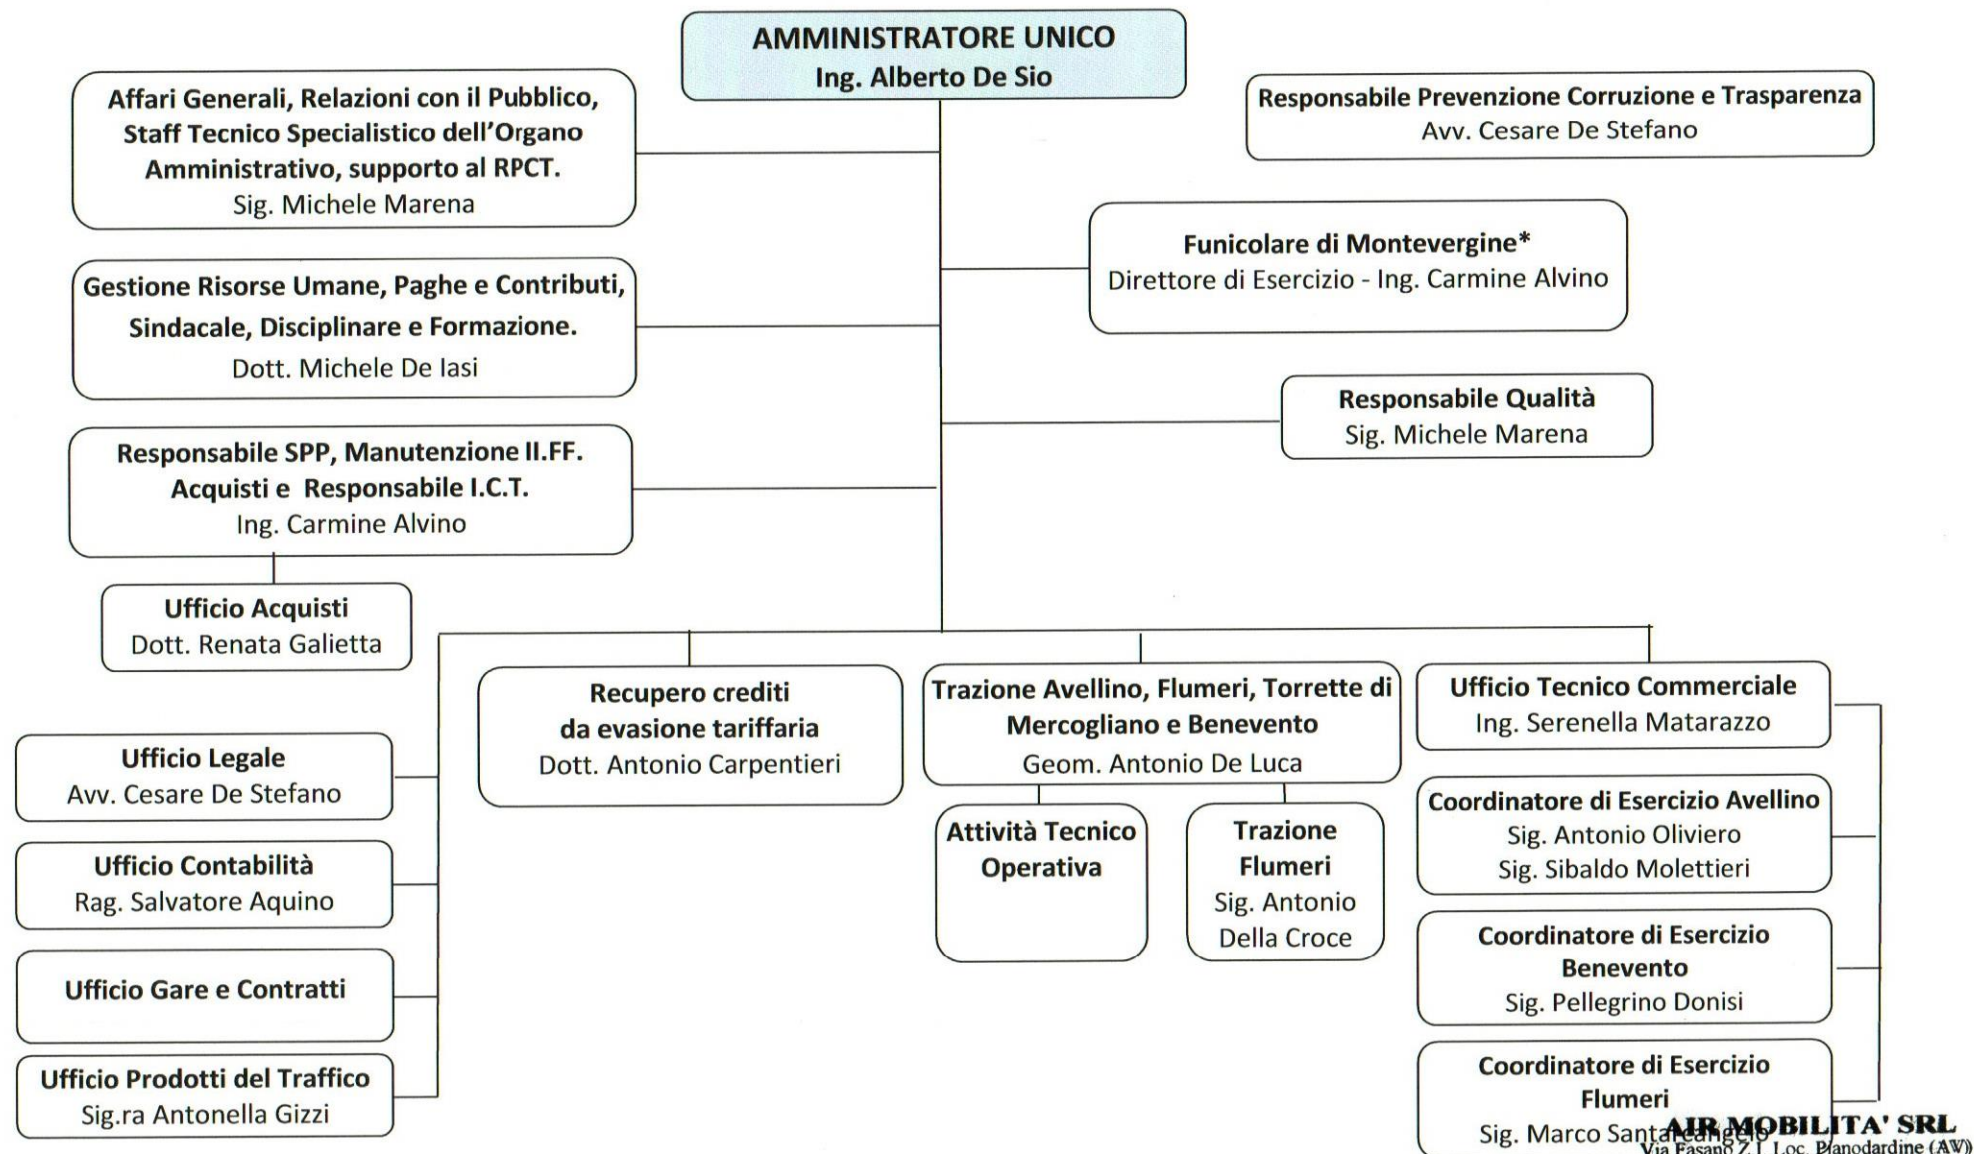 AMMINISTRATORE UNICO
Ing. Alberto De Sio
Affari Generali, Relazioni con il Pubblico,
Staff Tecnico Specialistico dell'Organo
Amministrativo, supporto al RPCT.
Sig. Michele Marena
Responsabile Prevenzione Corruzione e Trasparenza
Avv. Cesare De Stefano
Funicolare di Montevergine*
Direttore di Esercizio - Ing. Carmine Alvino
Gestione Risorse Umane, Paghe e Contributi,
Sindacale, Disciplinare e Formazione.
Dott. Michele De Iasi
Responsabile Qualità
Sig. Michele Marena
Responsabile SPP, Manutenzione II.FF.
Acquisti e Responsabile I.C.T.
Ing. Carmine Alvino
Ufficio Acquisti
Dott. Renata Galietta
Ufficio Legale
Avv. Cesare De Stefano
Ufficio Contabilità
Rag. Salvatore Aquino
Ufficio Gare e Contratti
Ufficio Prodotti del Traffico
Sig.ra Antonella Gizzi
Recupero crediti
da evasione tariffaria
Dott. Antonio Carpentieri
Trazione Avellino, Flumeri, Torrette di
Mercogliano e Benevento
Geom. Antonio De Luca
Attività Tecnico
Operativa
Trazione
Flumeri
Sig. Antonio
Della Croce
Ufficio Tecnico Commerciale
Ing. Serenella Matarazzo
Coordinatore di Esercizio Avellino
Sig. Antonio Oliviero
Sig. Sibaldo Molettieri
Coordinatore di Esercizio
Benevento
Sig. Pellegrino Donisi
Coordinatore di Esercizio
Flumeri
Sig. Marco Santarcangelo
AIR MOBILITA' SRL
Via Fasano Z.I. Loc. Pianodardine (AV)